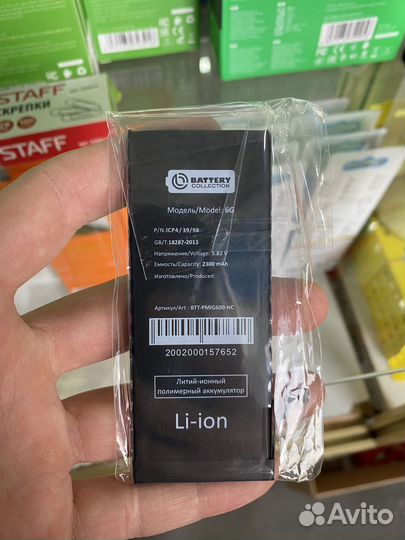 STAFF
КРЕПКИ
STAFF
BATTERY
COLLECTION
Модель/Model: 6G
P/N:ICP4/39/98
GB/T:18287-2013
Напряжение/Voltage: 3.82 V
Емкость/Capacity: 2300 mAh
Изготовлено/Produced:
Артикул/Art.: BTT-PMIG600-HC
2002000157652
Литий-ионный
полимерный аккумулятор
Li-ion
Avito